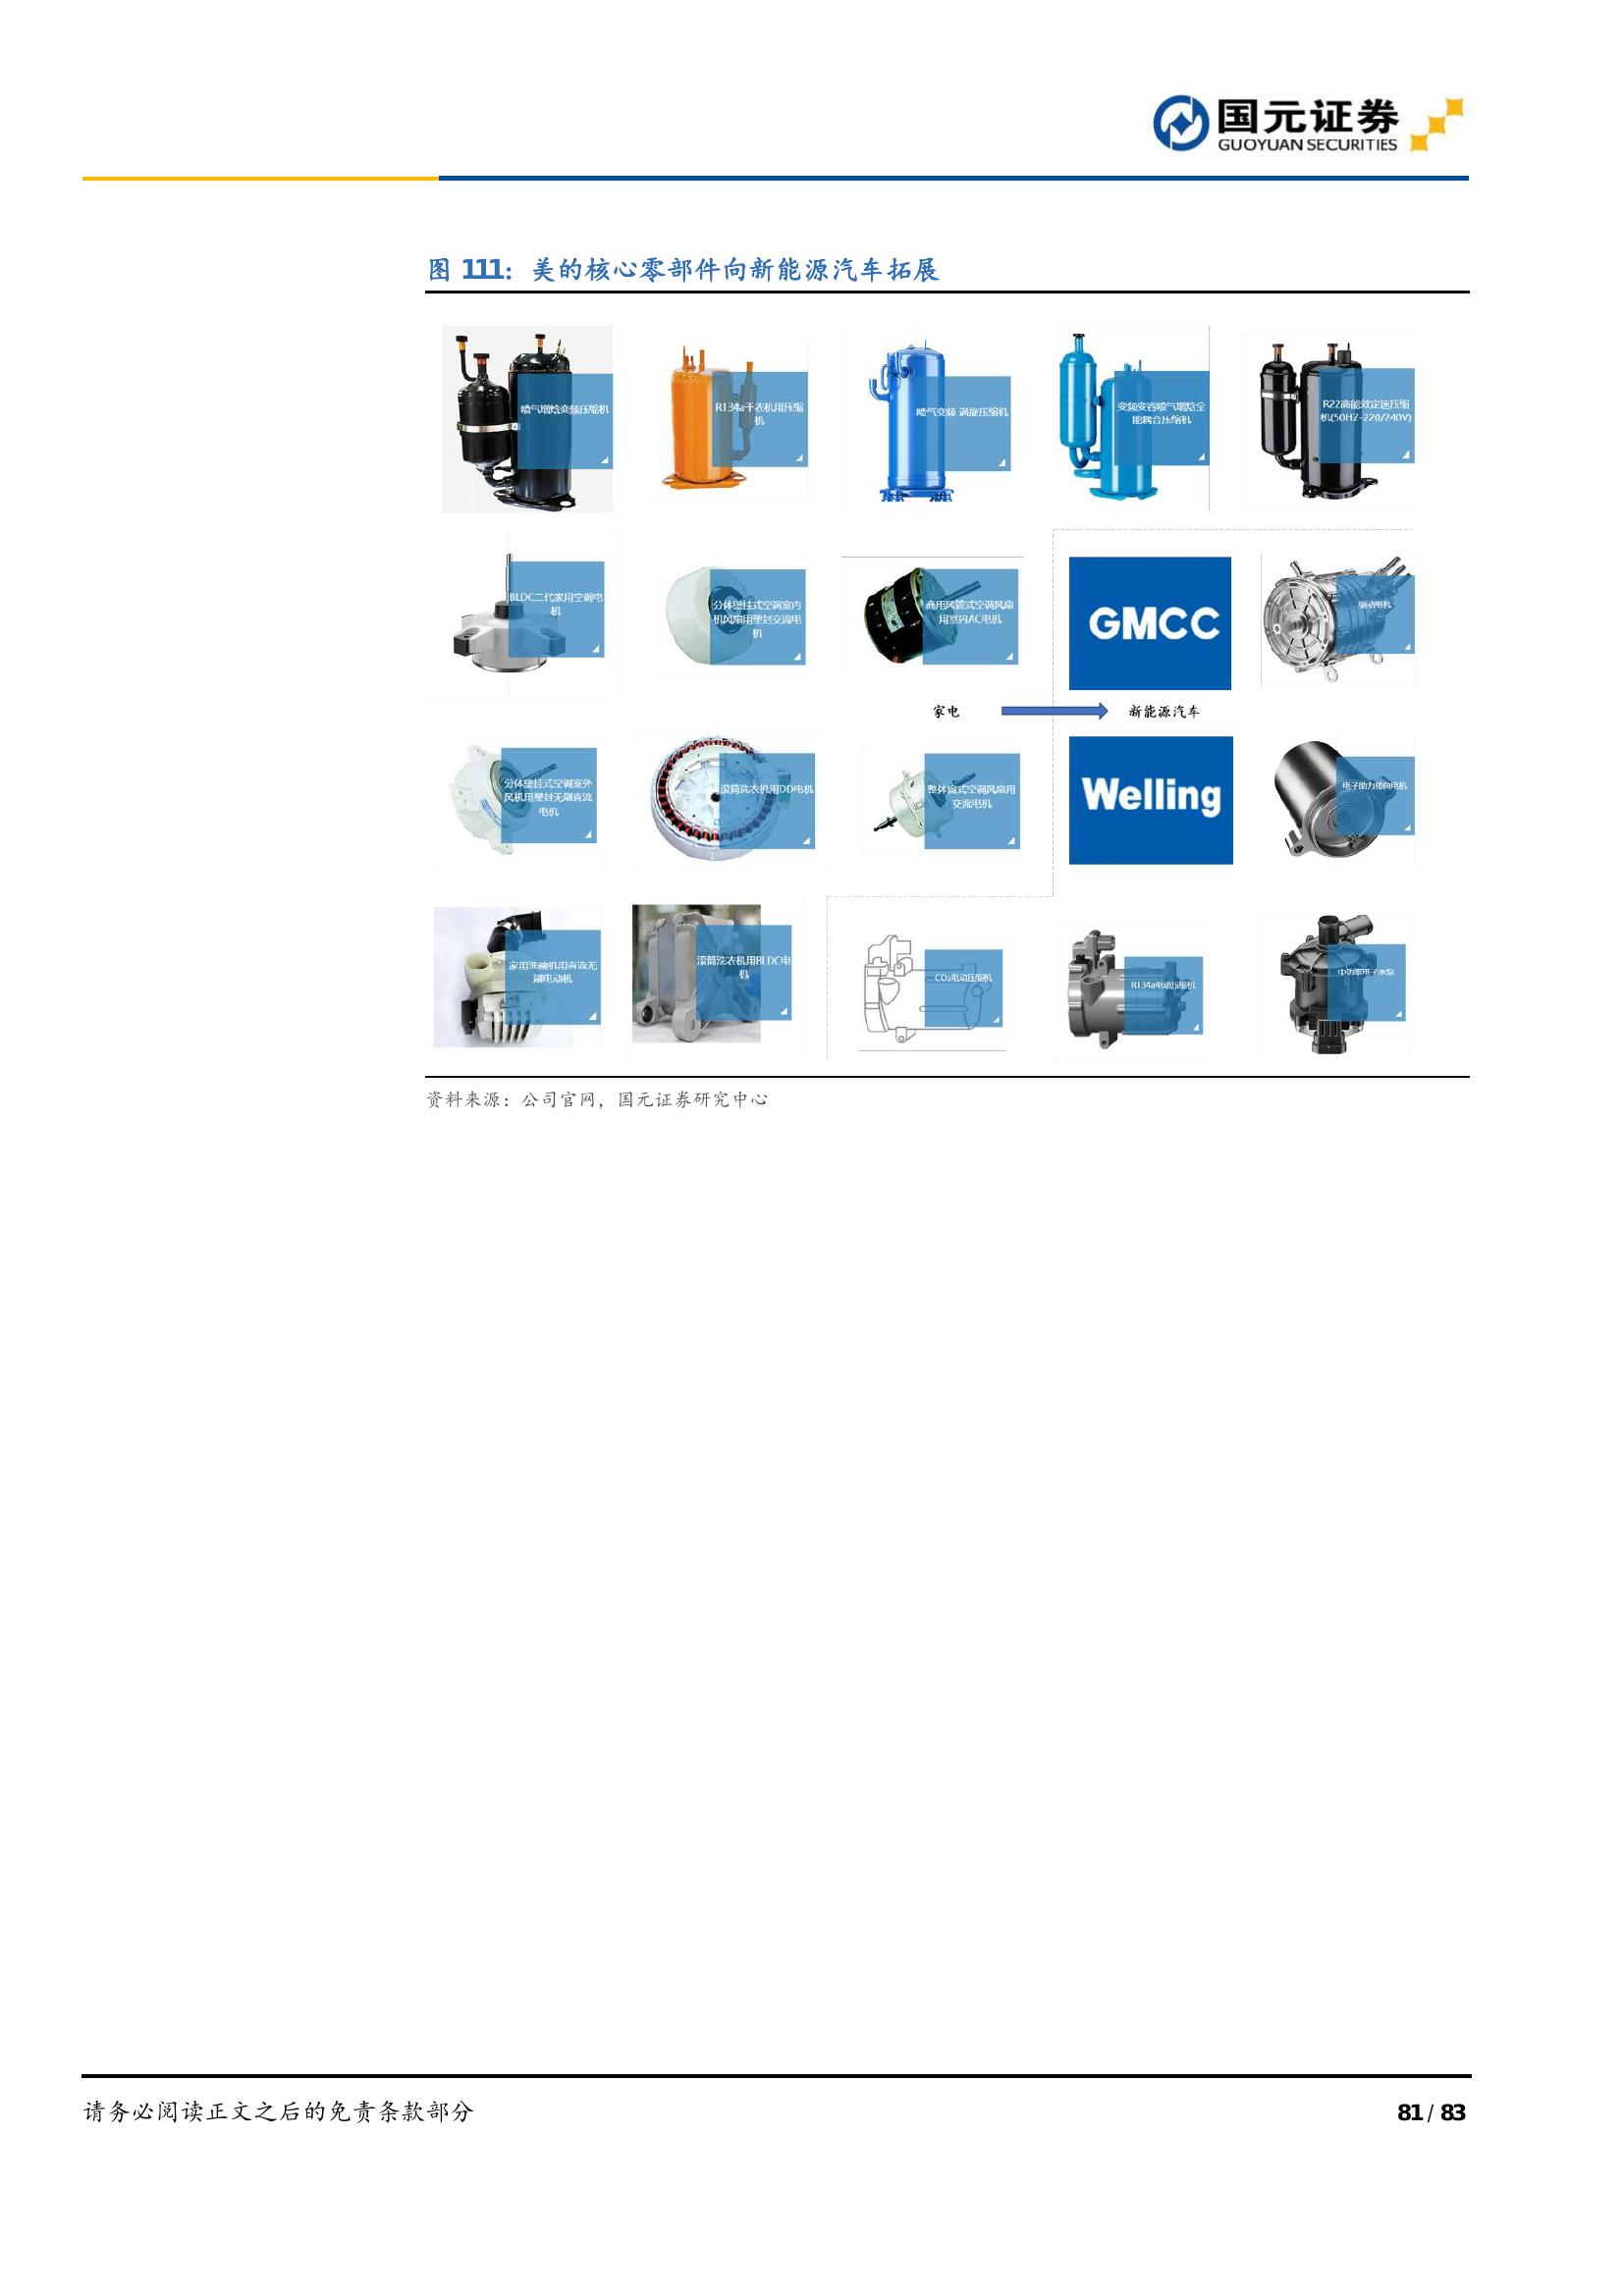 国元证券
GUOYUAN SECURITIES
图 111：美的核心零部件向新能源汽车拓展
喷气增焓变频压缩机
R134a干衣机用压缩
机
喷气变频 涡旋压缩机
变频变容喷气增焓全
能耦合压缩机
R22高能效定速压缩
机(50HZ-220/240V)
BLDC二代家用空调电
机
分体壁挂式空调室内
机风扇用塑封交流电
机
商用风管式空调风扇
用室内AC电机
GMCC
驱动电机
家电
新能源汽车
分体壁挂式空调室外
风机用塑封无刷直流
电机
滚筒洗衣机用DD电机
整体窗式空调风扇用
交流电机
Welling
电子助力转向电机
家用洗碗机用直流无
刷电动机
滚筒洗衣机用BLDC电
机
CO₂电动压缩机
R134a电动压缩机
中功率电子水泵
资料来源：公司官网，国元证券研究中心
请务必阅读正文之后的免责条款部分
81 / 83